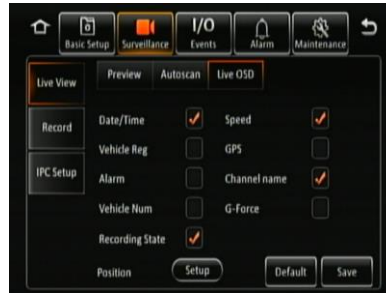 Basic Setup
Surveillance
I/O
Events
Alarm
Maintenance
Live View
Record
IPC Setup
Preview Autoscan Live OSD
Date/Time Speed
Vehicle Reg GPS
Alarm Channel name
Vehicle Num G-Force
Recording State
Position Setup Default Save